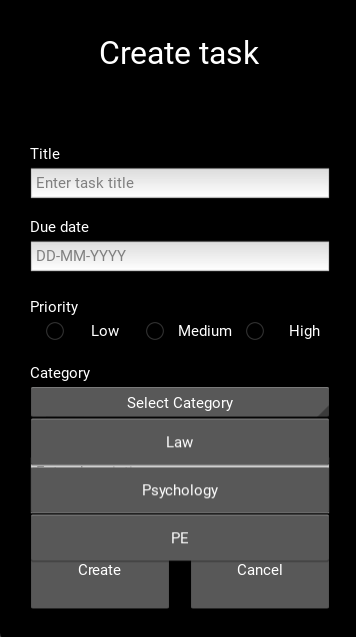 Create task
Title
Enter task title
Due date
DD-MM-YYYY
Priority
Low Medium High
Category
Select Category
Law
Psychology
PE
Create Cancel